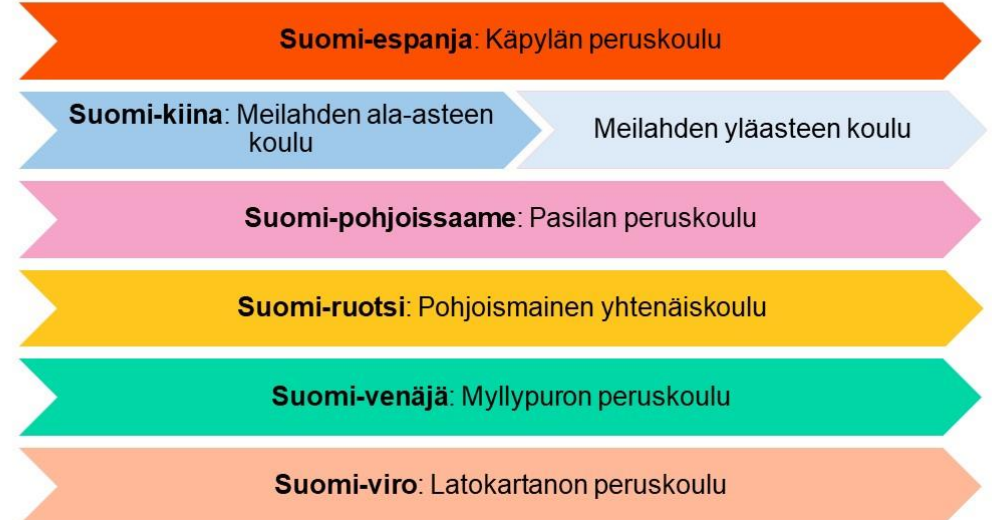 Suomi-espanja: Käpylän peruskoulu
Suomi-kiina: Meilahden ala-asteen
koulu
Meilahden yläasteen koulu
Suomi-pohjoissaame: Pasilan peruskoulu
Suomi-ruotsi: Pohjoismainen yhtenäiskoulu
Suomi-venäjä: Myllypuron peruskoulu
Suomi-viro: Latokartanon peruskoulu